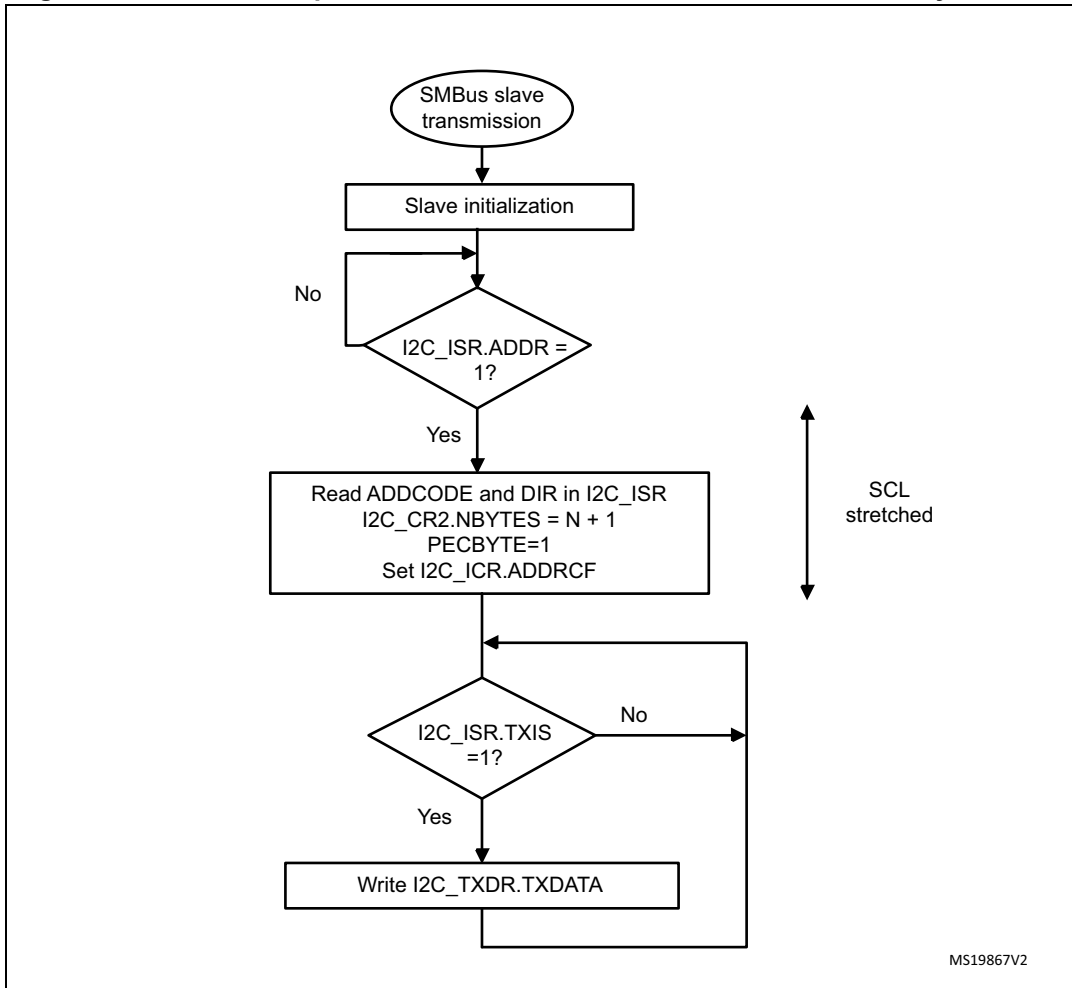 SMBus slave
transmission
Slave initialization
No
I2C_ISR.ADDR =
1?
Yes
Read ADDCODE and DIR in I2C_ISR
I2C_CR2.NBYTES = N + 1
PECBYTE=1
Set I2C_ICR.ADDRCF
SCL
stretched
I2C_ISR.TXIS
=1?
No
Yes
Write I2C_TXDR.TXDATA
MS19867V2